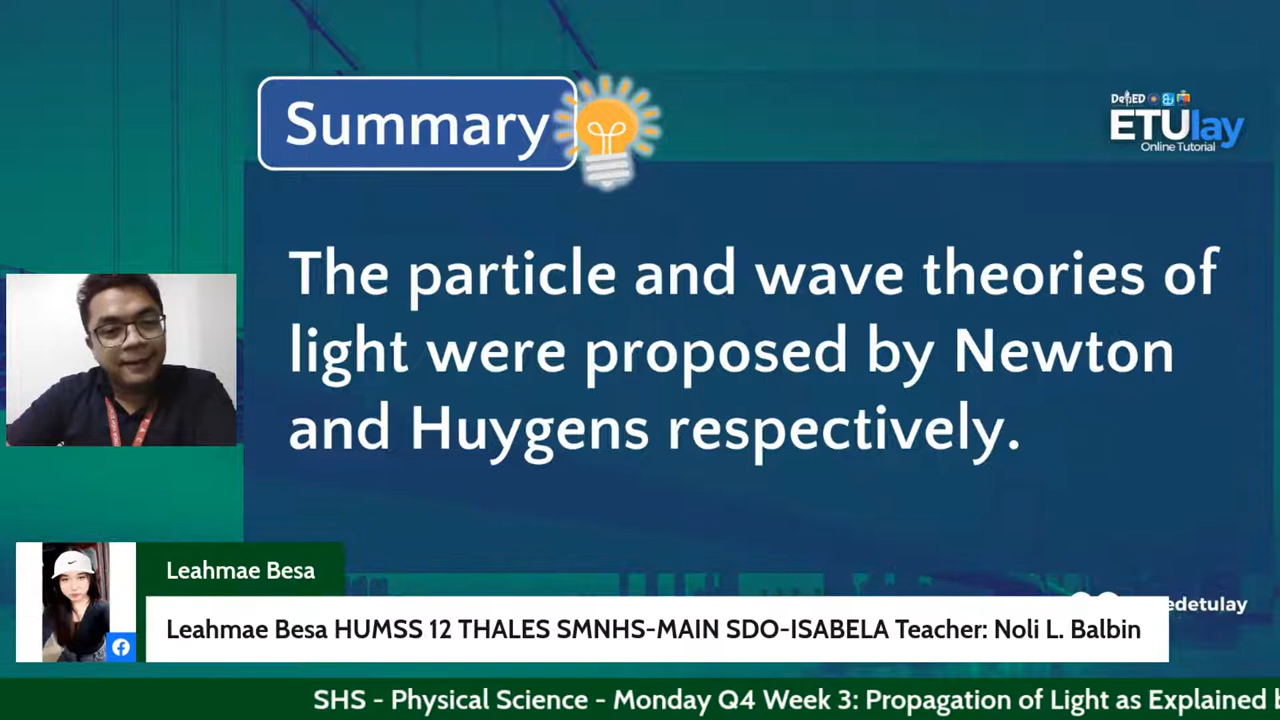 Summary
DepED
ETUlay
Online Tutorial
The particle and wave theories of
light were proposed by Newton
and Huygens respectively.
Leahmae Besa
Leahmae Besa HUMSS 12 THALES SMNHS-MAIN SDO-ISABELA Teacher: Noli L. Balbin
SHS - Physical Science - Monday Q4 Week 3: Propagation of Light as Explained